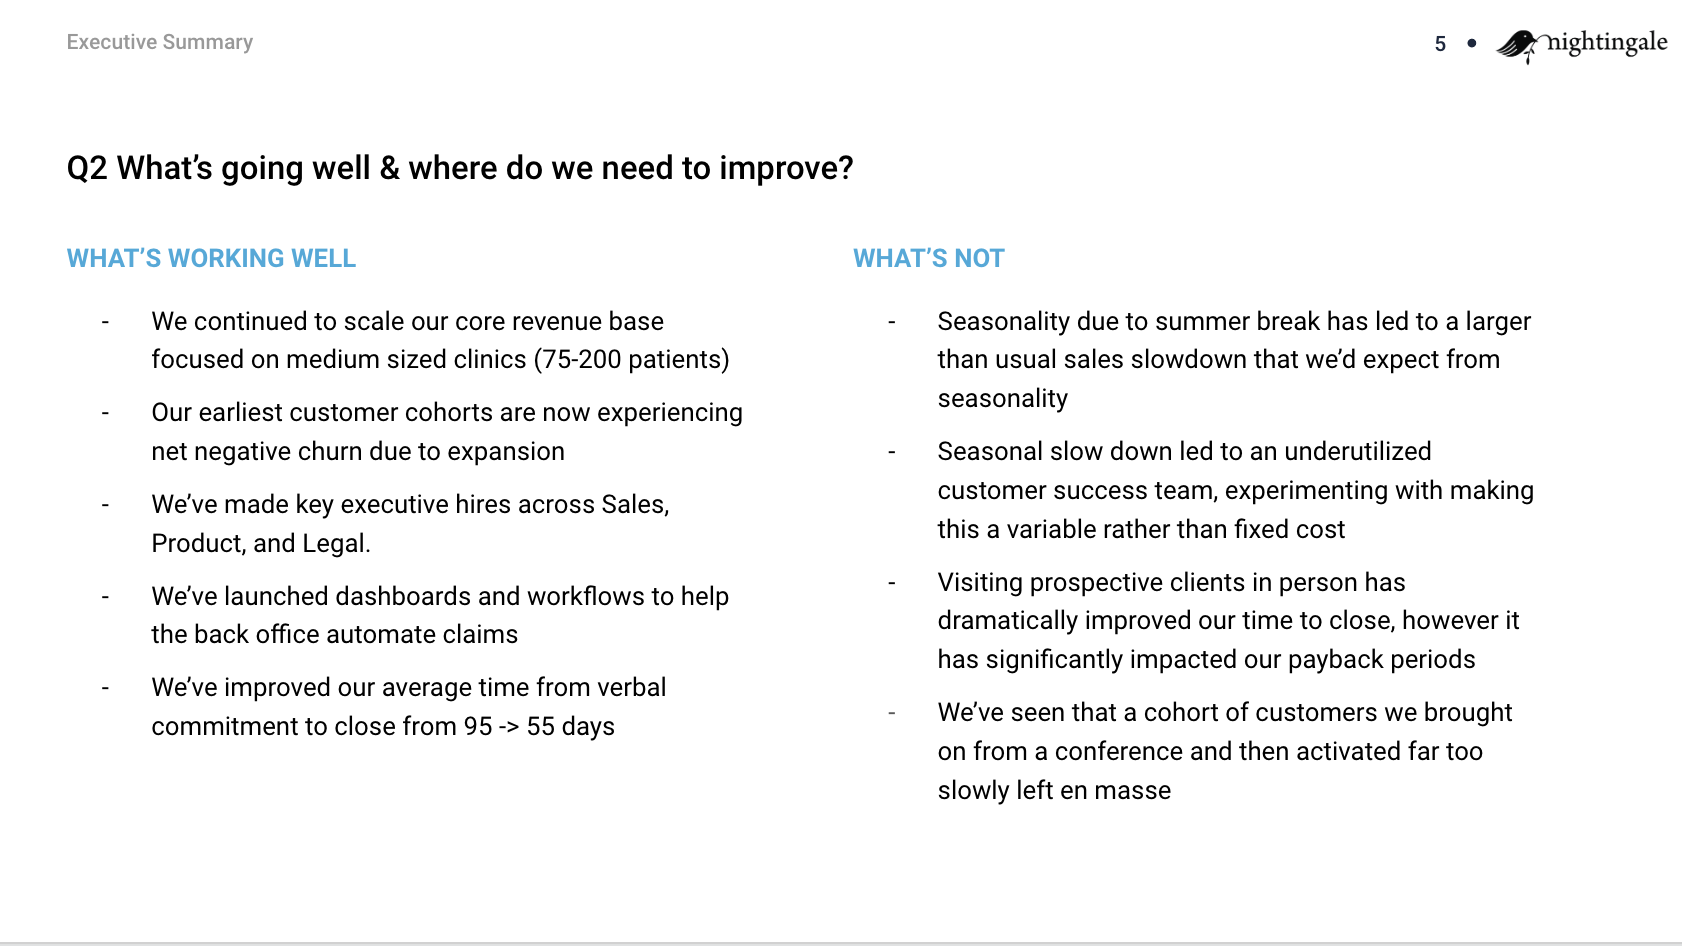 Executive Summary
5 • nightingale
Q2 What’s going well & where do we need to improve?
WHAT’S WORKING WELL
- We continued to scale our core revenue base
focused on medium sized clinics (75-200 patients)
- Our earliest customer cohorts are now experiencing
net negative churn due to expansion
- We’ve made key executive hires across Sales,
Product, and Legal.
- We’ve launched dashboards and workflows to help
the back office automate claims
- We’ve improved our average time from verbal
commitment to close from 95 -> 55 days
WHAT’S NOT
- Seasonality due to summer break has led to a larger
than usual sales slowdown that we’d expect from
seasonality
- Seasonal slow down led to an underutilized
customer success team, experimenting with making
this a variable rather than fixed cost
- Visiting prospective clients in person has
dramatically improved our time to close, however it
has significantly impacted our payback periods
- We’ve seen that a cohort of customers we brought
on from a conference and then activated far too
slowly left en masse